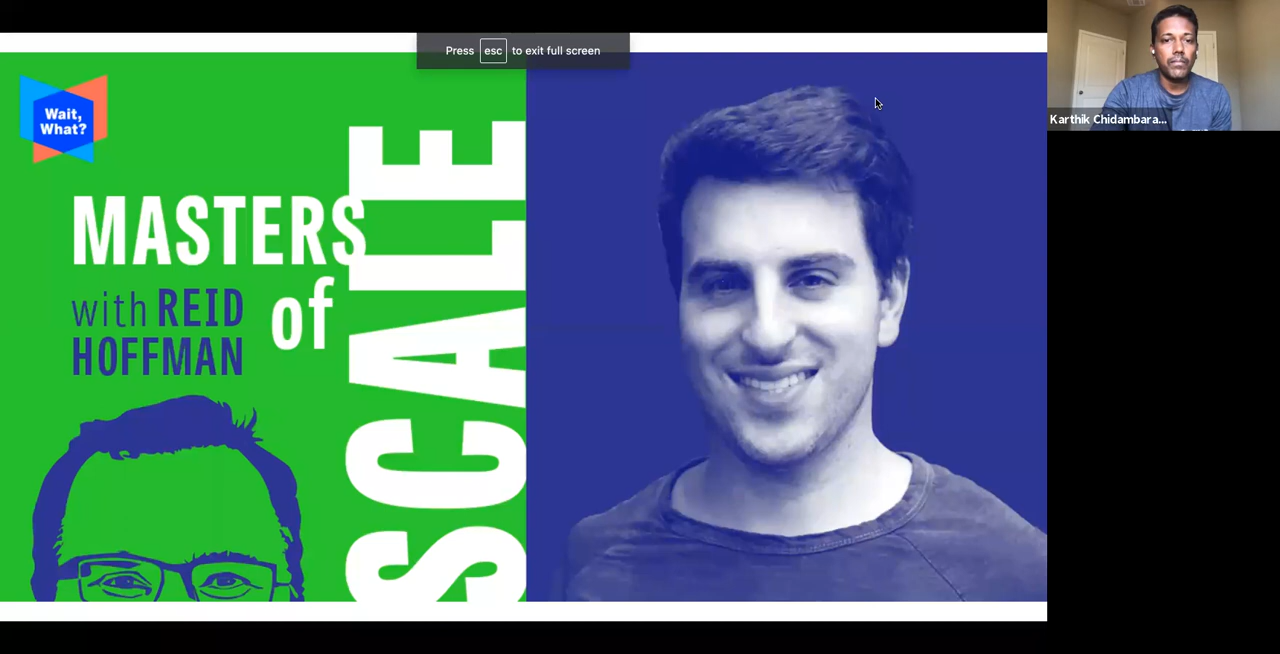 Press esc to exit full screen
Wait,
What?
MASTERS
of
SCALE
with REID
HOFFMAN
Karthik Chidambara...